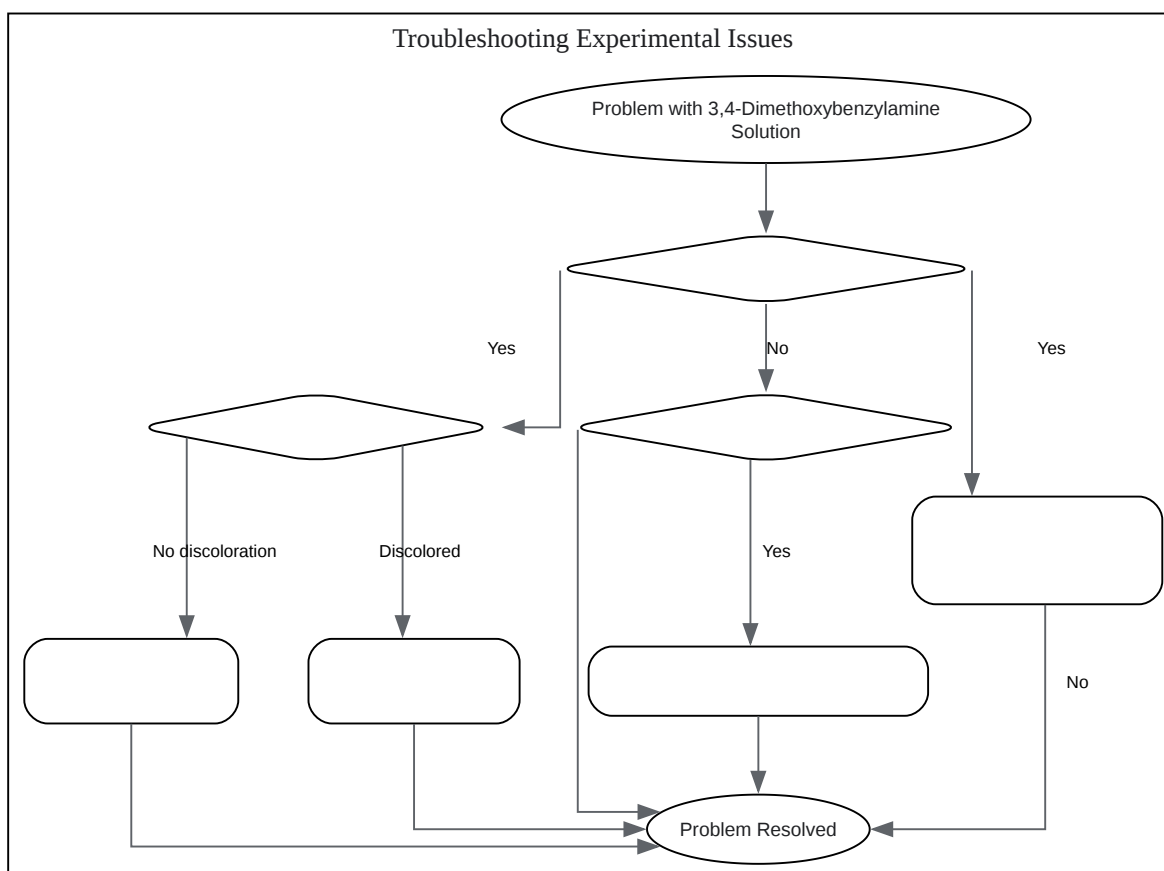 Troubleshooting Experimental Issues
Problem with 3,4-Dimethoxybenzylamine
Solution
Yes
No
Yes
No discoloration
Discolored
Yes
No
Problem Resolved